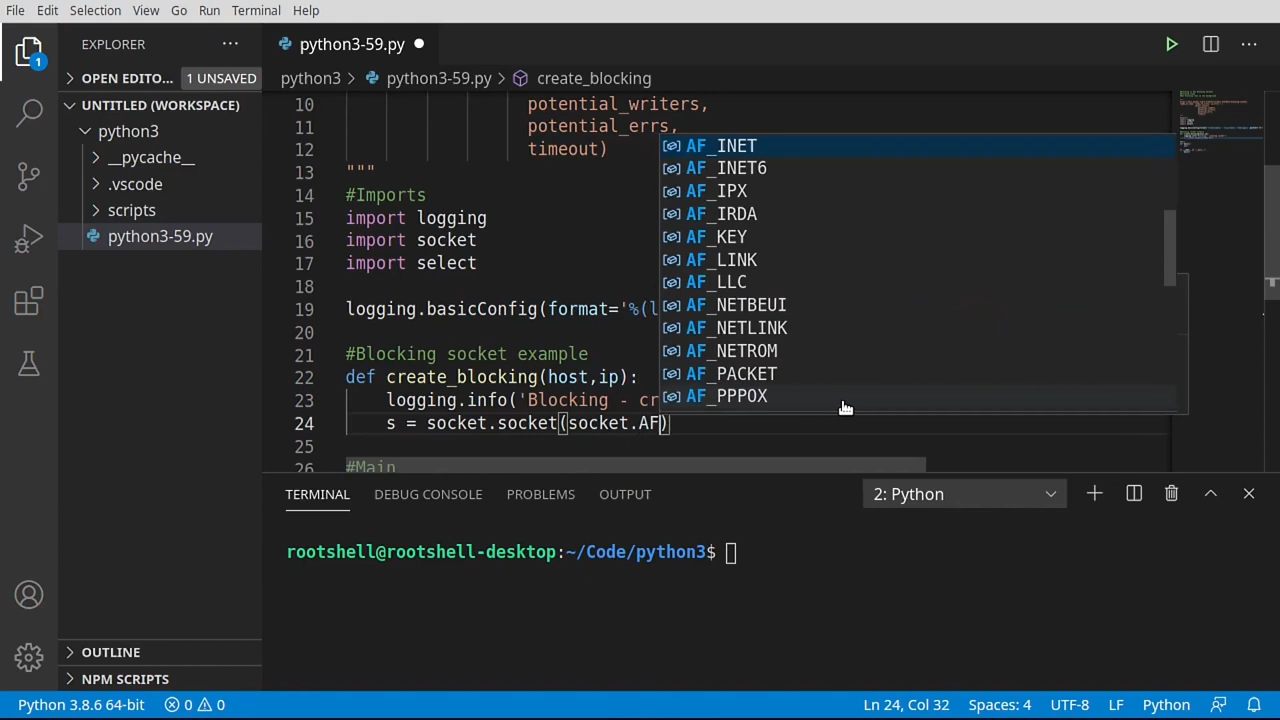 File Edit Selection View Go Run Terminal Help
EXPLORER ...
python3-59.py
1
OPEN EDITO... 1 UNSAVED
python3 > python3-59.py > create_blocking
UNTITLED (WORKSPACE)
python3
__pycache__
.vscode
scripts
python3-59.py
10 potential_writers,
11 potential_errs,
12 timeout)
13 """
14 #Imports
15 import logging
16 import socket
17 import select
18
19 logging.basicConfig(format='%(l
20
21 #Blocking socket example
22 def create_blocking(host,ip):
23 logging.info('Blocking - cr
24 s = socket.socket(socket.AF)
25
26 #Main
AF_INET
AF_INET6
AF_IPX
AF_IRDA
AF_KEY
AF_LINK
AF_LLC
AF_NETBEUI
AF_NETLINK
AF_NETROM
AF_PACKET
AF_PPPOX
TERMINAL DEBUG CONSOLE PROBLEMS OUTPUT 2: Python
rootshell@rootshell-desktop:~/Code/python3$
OUTLINE
NPM SCRIPTS
Python 3.8.6 64-bit 0 0 Ln 24, Col 32 Spaces: 4 UTF-8 LF Python